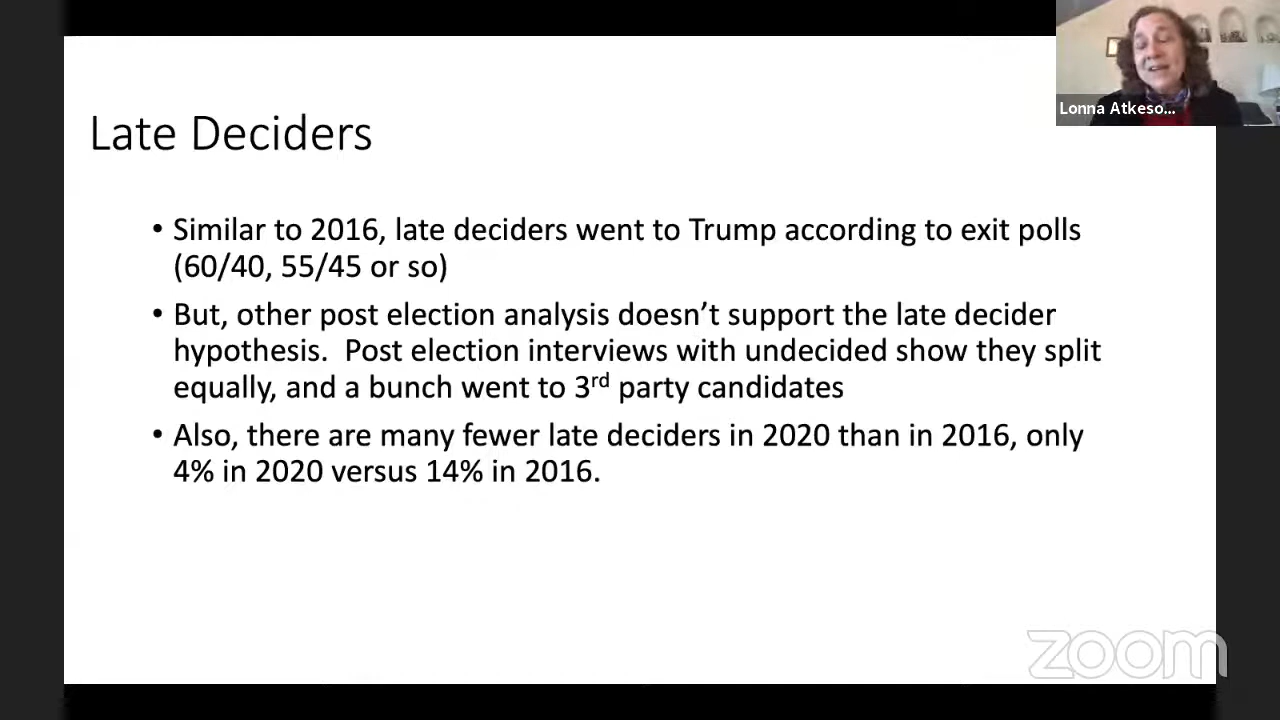 Lonna Atkeso...
Late Deciders
• Similar to 2016, late deciders went to Trump according to exit polls
(60/40, 55/45 or so)
• But, other post election analysis doesn’t support the late decider
hypothesis.  Post election interviews with undecided show they split
equally, and a bunch went to 3rd party candidates
• Also, there are many fewer late deciders in 2020 than in 2016, only
4% in 2020 versus 14% in 2016.
zoom